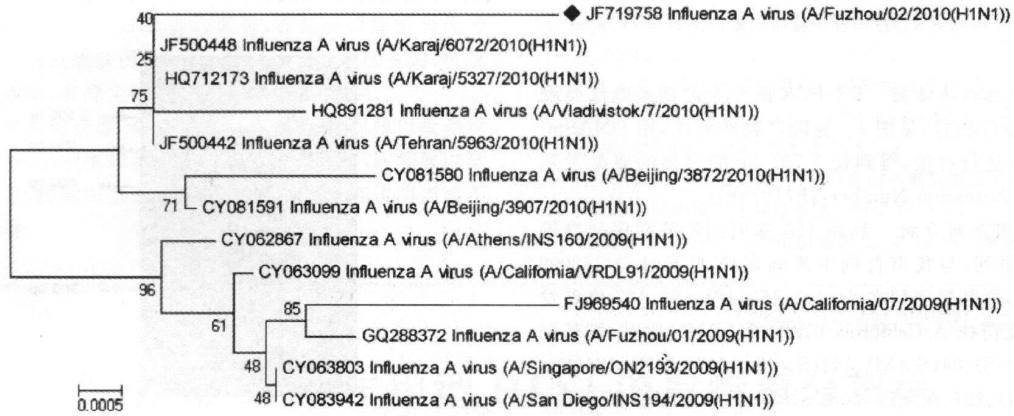 40
JF719758 Influenza A virus (A/Fuzhou/02/2010(H1N1))
JF500448 Influenza A virus (A/Karaj/6072/2010(H1N1))
25
HQ712173 Influenza A virus (A/Karaj/5327/2010(H1N1))
75
HQ891281 Influenza A virus (A/Vladivistok/77/2010(H1N1))
JF500442 Influenza A virus (A/Tehran/5963/2010(H1N1))
CY081580 Influenza A virus (A/Beijing/3872/2010(H1N1))
71
CY081591 Influenza A virus (A/Beijing/3907/2010(H1N1))
CY062867 Influenza A virus (A/Athens/INS160/2009(H1N1))
CY063099 Influenza A virus (A/California/VRDL91/2009(H1N1))
96
FJ969540 Influenza A virus (A/California/07/2009(H1N1))
85
61
GQ288372 Influenza A virus (A/Fuzhou/01/2009(H1N1))
48
CY063803 Influenza A virus (A/Singapore/ON2193/2009(H1N1))
48
CY083942 Influenza A virus (A/San Diego/INS194/2009(H1N1))
0.0005